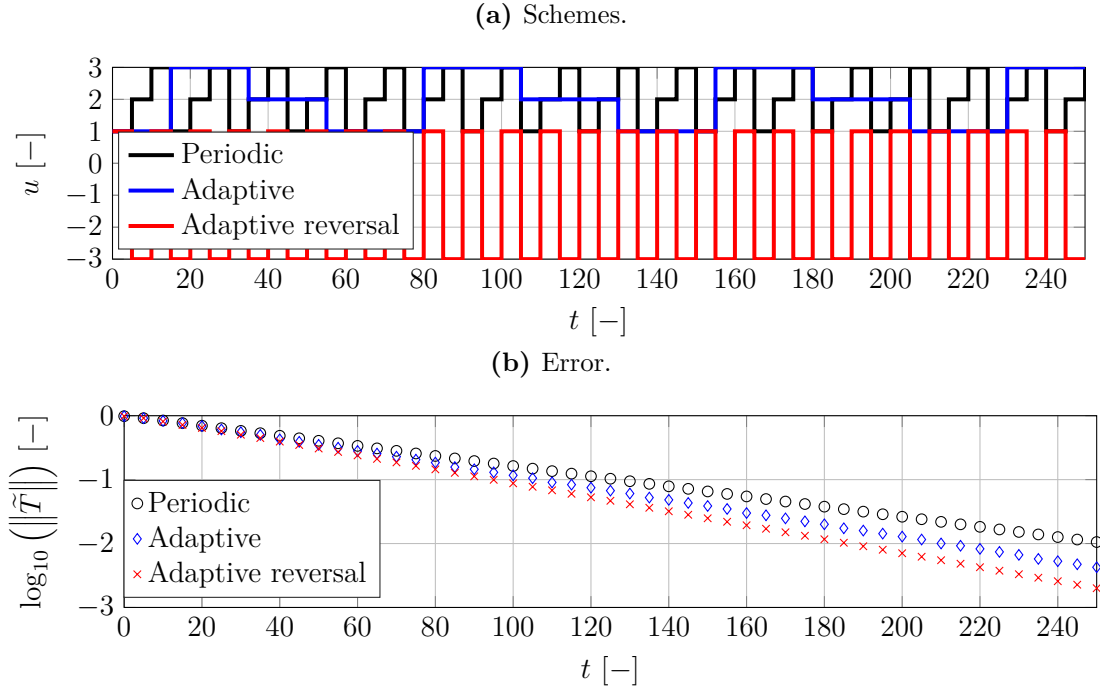 (a) Schemes.
3
2
1
0
−1
−2
−3
u [−]
Periodic
Adaptive
Adaptive reversal
0 20 40 60 80 100 120 140 160 180 200 220 240
t [−]
(b) Error.
0
−1
−2
−3
log₁₀(‖T̃‖) [−]
Periodic
Adaptive
Adaptive reversal
0 20 40 60 80 100 120 140 160 180 200 220 240
t [−]